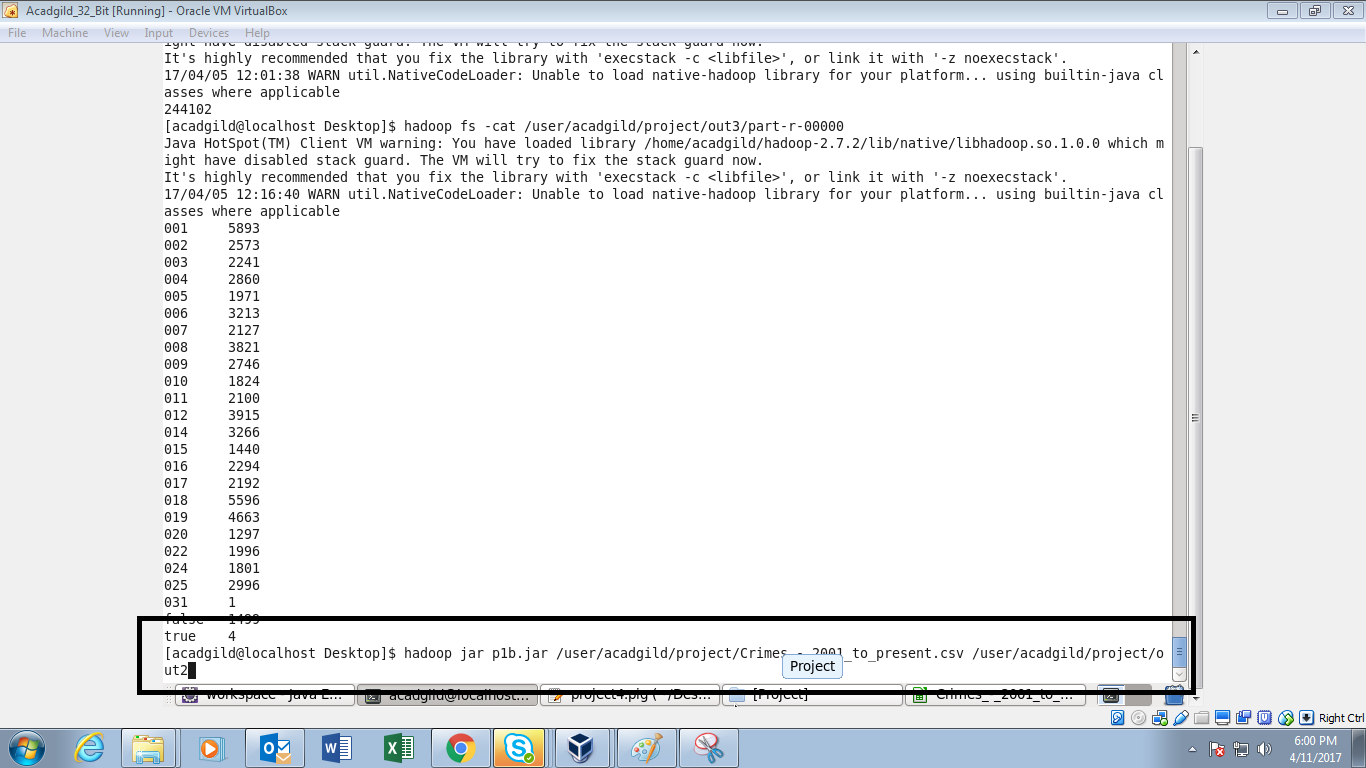 Acadgild_32_Bit [Running] - Oracle VM VirtualBox
File Machine View Input Devices Help
ight have disabled stack guard. The VM will try to fix the stack guard now.
It's highly recommended that you fix the library with 'execstack -c <libfile>', or link it with '-z noexecstack'.
17/04/05 12:01:38 WARN util.NativeCodeLoader: Unable to load native-hadoop library for your platform... using builtin-java cl
asses where applicable
244102
[acadgild@localhost Desktop]$ hadoop fs -cat /user/acadgild/project/out3/part-r-00000
Java HotSpot(TM) Client VM warning: You have loaded library /home/acadgild/hadoop-2.7.2/lib/native/libhadoop.so.1.0.0 which m
ight have disabled stack guard. The VM will try to fix the stack guard now.
It's highly recommended that you fix the library with 'execstack -c <libfile>', or link it with '-z noexecstack'.
17/04/05 12:16:40 WARN util.NativeCodeLoader: Unable to load native-hadoop library for your platform... using builtin-java cl
asses where applicable
001 5893
002 2573
003 2241
004 2860
005 1971
006 3213
007 2127
008 3821
009 2746
010 1824
011 2100
012 3915
014 3266
015 1440
016 2294
017 2192
018 5596
019 4663
020 1297
022 1996
024 1801
025 2996
031 1
false 1499
true 4
[acadgild@localhost Desktop]$ hadoop jar p1b.jar /user/acadgild/project/Crimes_-_2001_to_present.csv /user/acadgild/project/o
ut2
Project
workspace - Java E... acadgild@localhost... project4.pig (~/Des... [Project] Crimes_-_2001_to_...
Right Ctrl
6:00 PM
4/11/2017